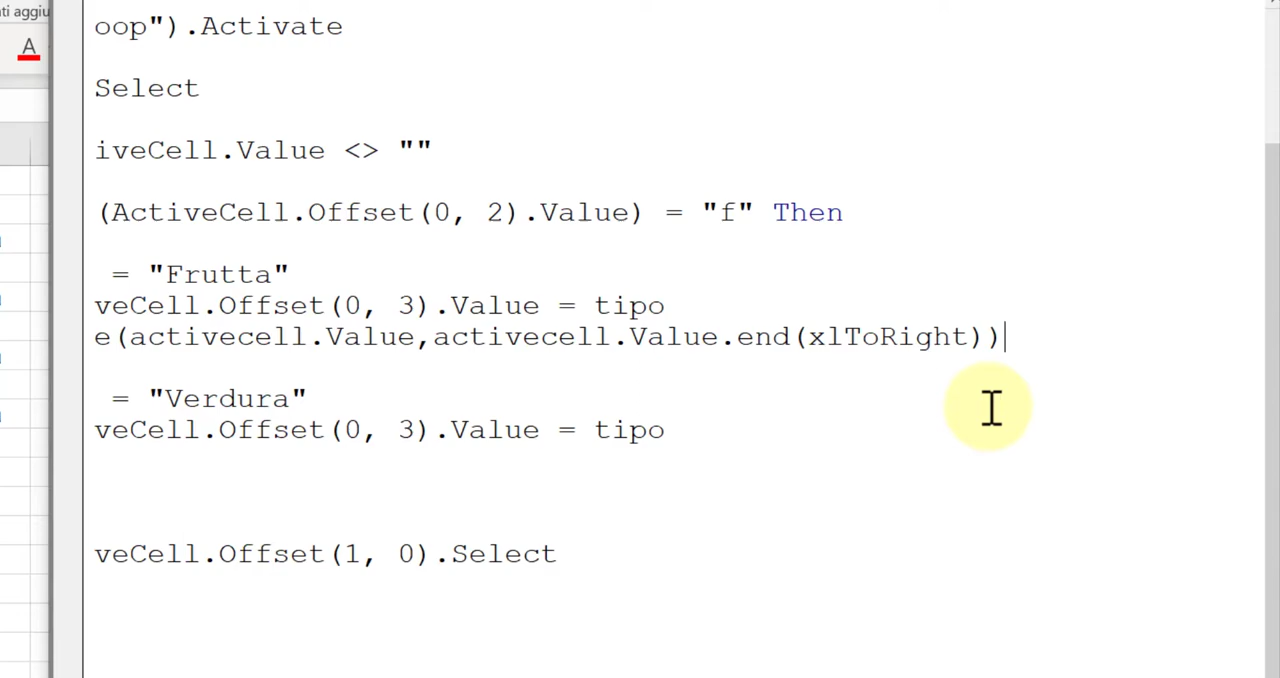 ti aggiu
A
oop").Activate
Select
iveCell.Value <> ""
(ActiveCell.Offset(0, 2).Value) = "f" Then
= "Frutta"
veCell.Offset(0, 3).Value = tipo
e(activecell.Value,activecell.Value.end(xlToRight))
= "Verdura"
veCell.Offset(0, 3).Value = tipo
veCell.Offset(1, 0).Select